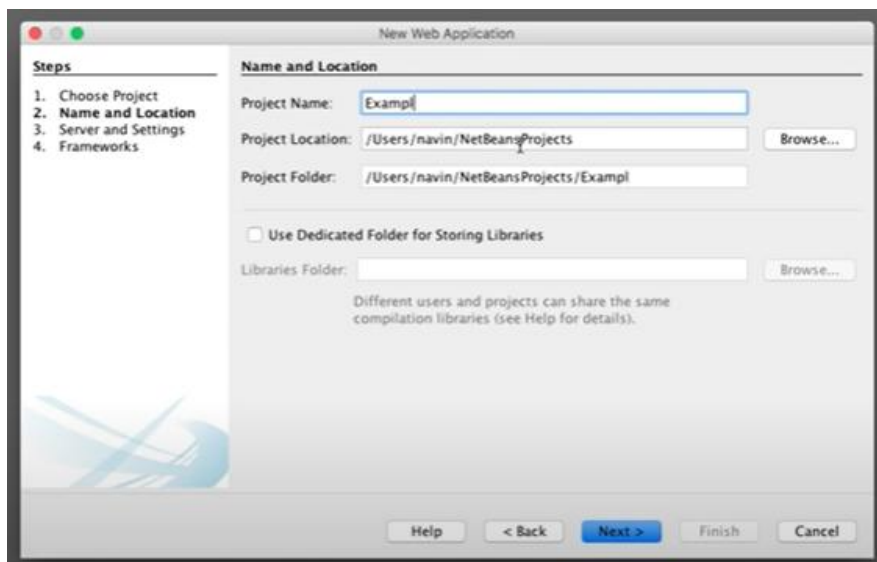 New Web Application
Steps
1. Choose Project
2. Name and Location
3. Server and Settings
4. Frameworks
Name and Location
Project Name: Exampl
Project Location: /Users/navin/NetBeansProjects Browse...
Project Folder: /Users/navin/NetBeansProjects/Exampl
Use Dedicated Folder for Storing Libraries
Libraries Folder: Browse...
Different users and projects can share the same
compilation libraries (see Help for details).
Help < Back Next > Finish Cancel